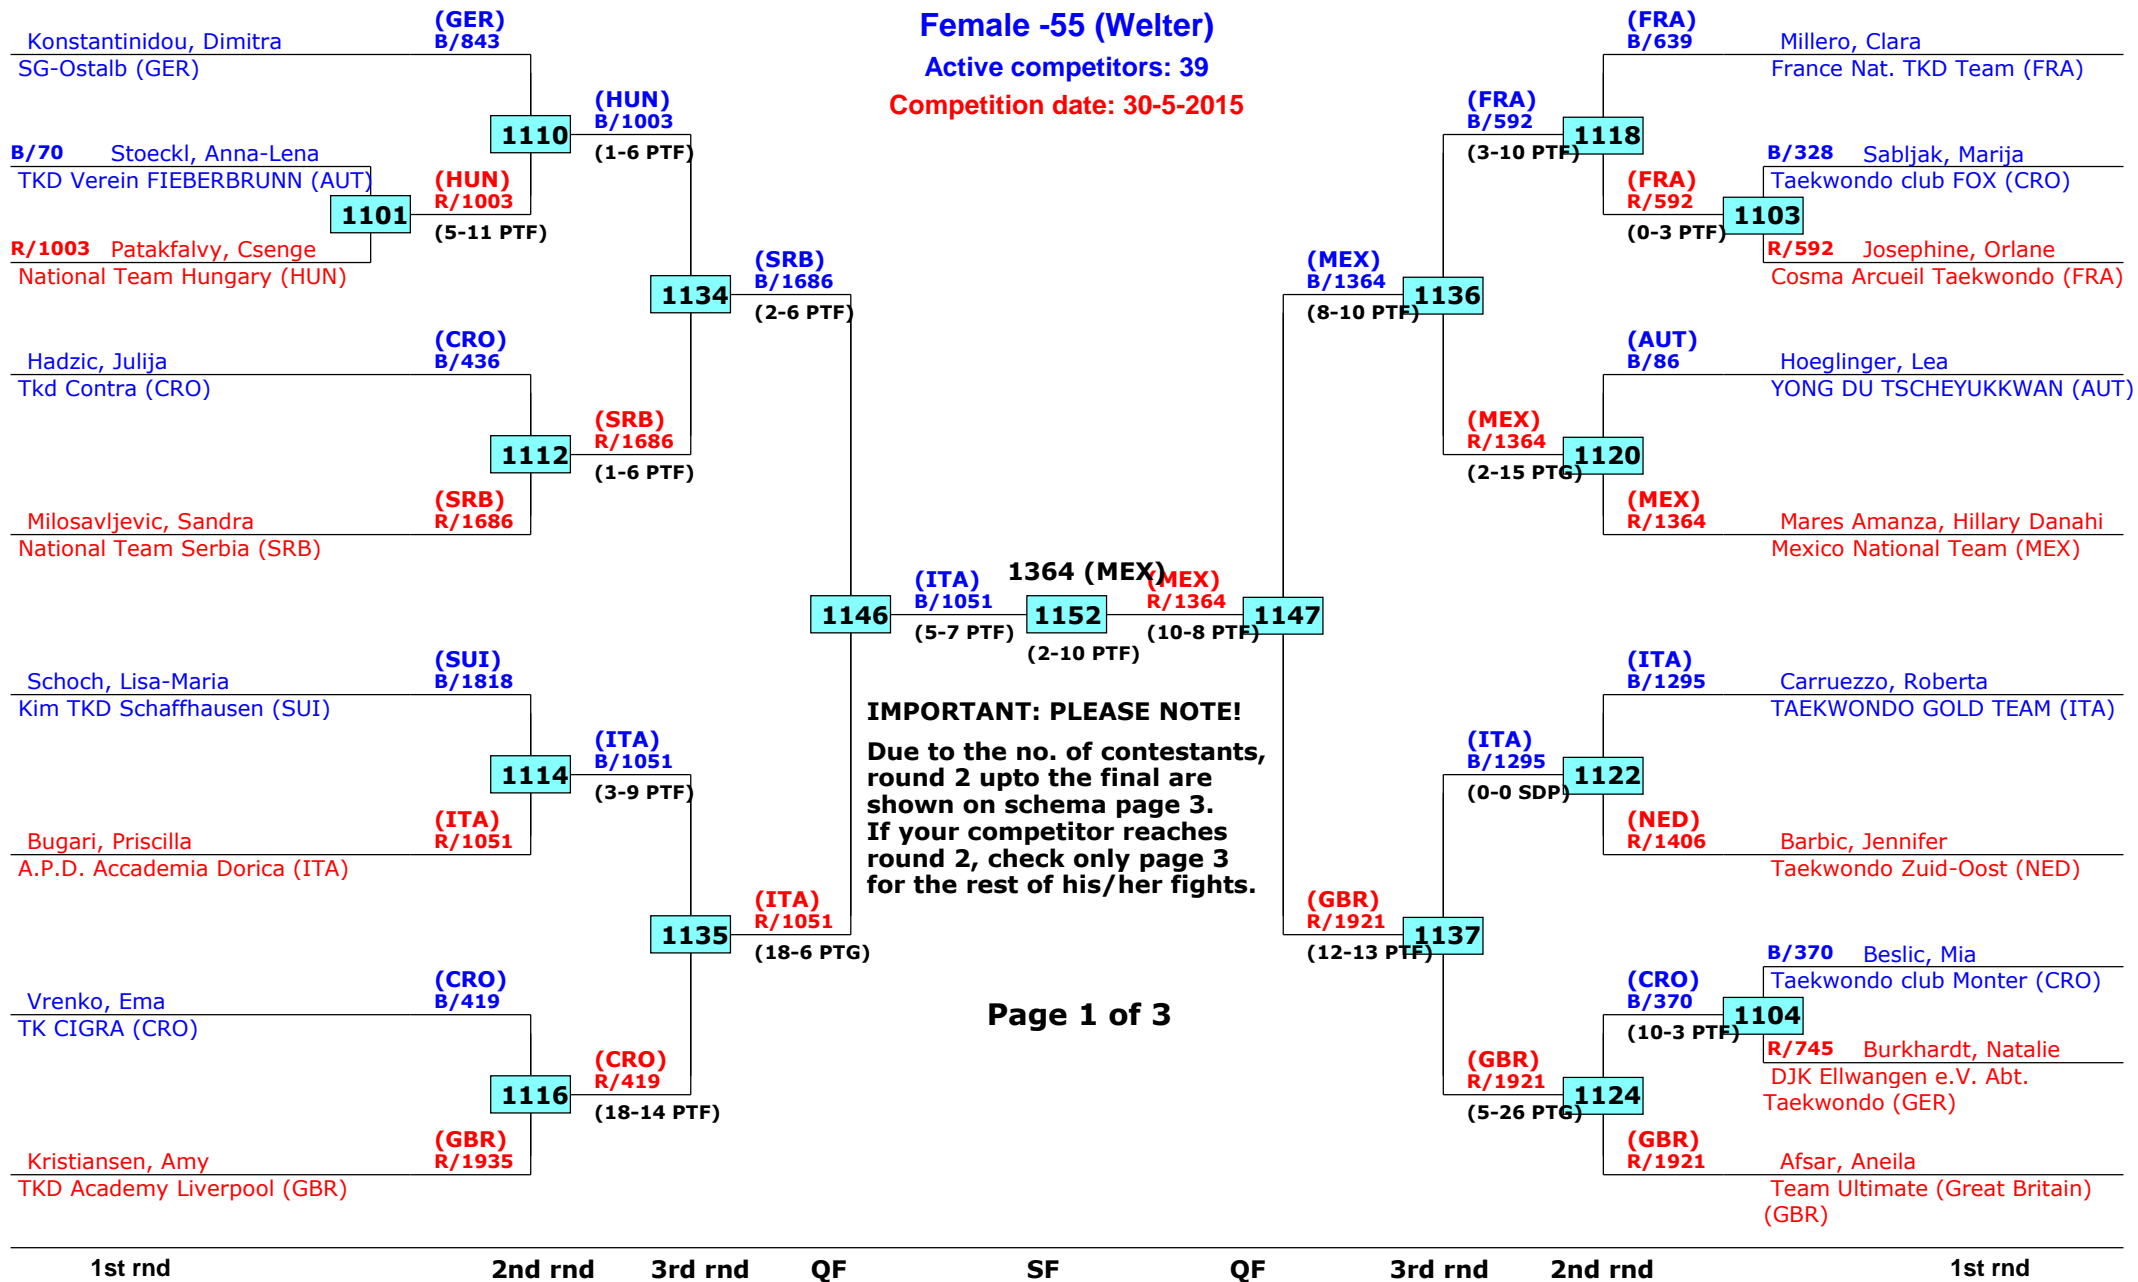 Female -55 (Welter)
Active competitors: 39
Competition date: 30-5-2015
Konstantinidou, Dimitra
SG-Ostalb (GER)
(GER)
B/843
B/70 Stoeckl, Anna-Lena
TKD Verein FIEBERBRUNN (AUT)
1101
R/1003 Patakfalvy, Csenge
National Team Hungary (HUN)
(HUN)
R/1003
(5-11 PTF)
1110
(HUN)
B/1003
(1-6 PTF)
Hadzic, Julija
Tkd Contra (CRO)
(CRO)
B/436
1112
Milosavljevic, Sandra
National Team Serbia (SRB)
(SRB)
R/1686
(SRB)
R/1686
(1-6 PTF)
1134
(SRB)
B/1686
(2-6 PTF)
Schoch, Lisa-Maria
Kim TKD Schaffhausen (SUI)
(SUI)
B/1818
1114
Bugari, Priscilla
A.P.D. Accademia Dorica (ITA)
(ITA)
R/1051
(ITA)
B/1051
(3-9 PTF)
Vrenko, Ema
TK CIGRA (CRO)
(CRO)
B/419
1116
Kristiansen, Amy
TKD Academy Liverpool (GBR)
(GBR)
R/1935
(CRO)
R/419
(18-14 PTF)
1135
(ITA)
R/1051
(18-6 PTG)
1146
(ITA)
B/1051
(5-7 PTF)
1364 (MEX)
1152
(2-10 PTF)
(MEX)
R/1364
(10-8 PTF)
1147
IMPORTANT: PLEASE NOTE!
Due to the no. of contestants,
round 2 upto the final are
shown on schema page 3.
If your competitor reaches
round 2, check only page 3
for the rest of his/her fights.
Page 1 of 3
(MEX)
B/1364
(8-10 PTF)
1136
(FRA)
B/592
(3-10 PTF)
1118
(FRA)
B/639
Millero, Clara
France Nat. TKD Team (FRA)
(FRA)
R/592
(0-3 PTF)
1103
B/328 Sabljak, Marija
Taekwondo club FOX (CRO)
R/592 Josephine, Orlane
Cosma Arcueil Taekwondo (FRA)
(MEX)
R/1364
(2-15 PTG)
1120
(AUT)
B/86
Hoeglinger, Lea
YONG DU TSCHEYUKKWAN (AUT)
(MEX)
R/1364
Mares Amanza, Hillary Danahi
Mexico National Team (MEX)
(GBR)
R/1921
(12-13 PTF)
1137
(ITA)
B/1295
(0-0 SDP)
1122
(ITA)
B/1295
Carruezzo, Roberta
TAEKWONDO GOLD TEAM (ITA)
(NED)
R/1406
Barbic, Jennifer
Taekwondo Zuid-Oost (NED)
(GBR)
R/1921
(5-26 PTG)
1124
(CRO)
B/370
(10-3 PTF)
1104
B/370 Beslic, Mia
Taekwondo club Monter (CRO)
R/745 Burkhardt, Natalie
DJK Ellwangen e.V. Abt.
Taekwondo (GER)
(GBR)
R/1921
Afsar, Aneila
Team Ultimate (Great Britain)
(GBR)
1st rnd 2nd rnd 3rd rnd QF SF QF 3rd rnd 2nd rnd 1st rnd